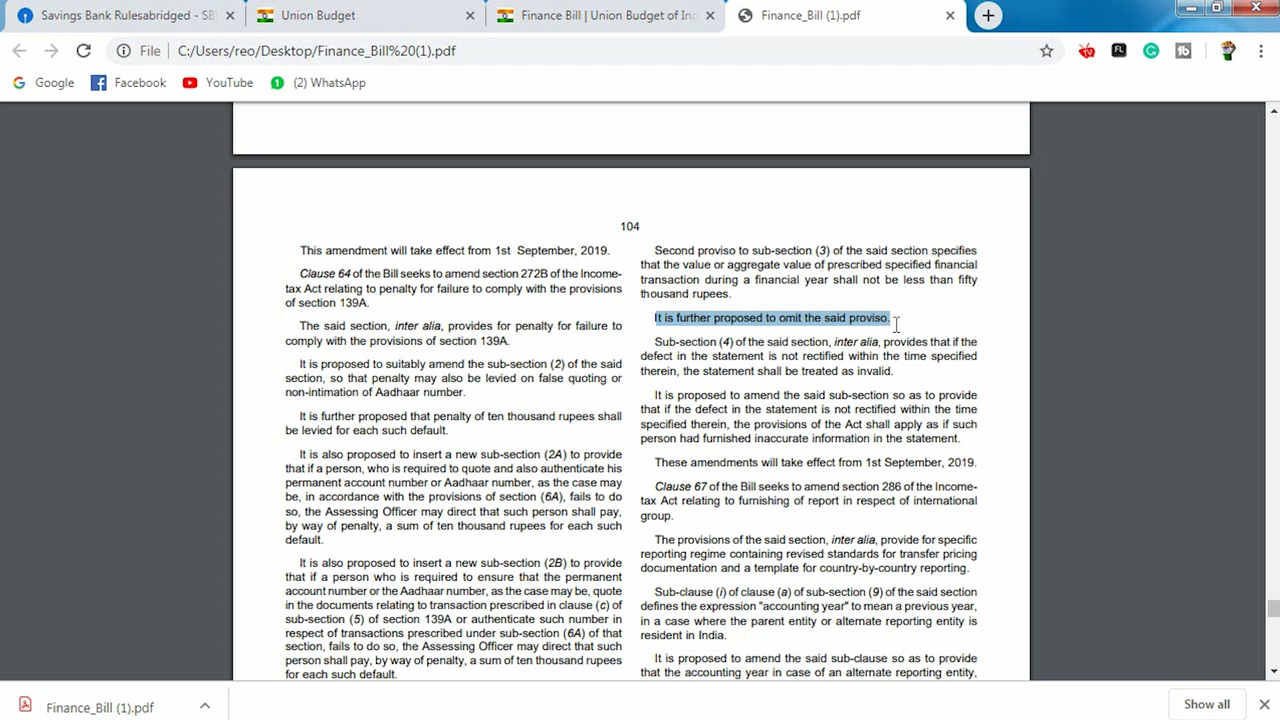 Savings Bank Rulesabridged - SB
Union Budget
Finance Bill | Union Budget of Inc
Finance_Bill (1).pdf
File
C:/Users/reo/Desktop/Finance_Bill%20(1).pdf
Google
Facebook
YouTube
(2) WhatsApp
104
This amendment will take effect from 1st September, 2019.
Clause 64 of the Bill seeks to amend section 272B of the Income-
tax Act relating to penalty for failure to comply with the provisions
of section 139A.
The said section, inter alia, provides for penalty for failure to
comply with the provisions of section 139A.
It is proposed to suitably amend the sub-section (2) of the said
section, so that penalty may also be levied on false quoting or
non-intimation of Aadhaar number.
It is further proposed that penalty of ten thousand rupees shall
be levied for each such default.
It is also proposed to insert a new sub-section (2A) to provide
that if a person, who is required to quote and also authenticate his
permanent account number or Aadhaar number, as the case may
be, in accordance with the provisions of section (6A), fails to do
so, the Assessing Officer may direct that such person shall pay,
by way of penalty, a sum of ten thousand rupees for each such
default.
It is also proposed to insert a new sub-section (2B) to provide
that if a person who is required to ensure that the permanent
account number or the Aadhaar number, as the case may be, quote
in the documents relating to transaction prescribed in clause (c) of
sub-section (5) of section 139A or authenticate such number in
respect of transactions prescribed under sub-section (6A) of that
section, fails to do so, the Assessing Officer may direct that such
person shall pay, by way of penalty, a sum of ten thousand rupees
for each such default.
Second proviso to sub-section (3) of the said section specifies
that the value or aggregate value of prescribed specified financial
transaction during a financial year shall not be less than fifty
thousand rupees.
It is further proposed to omit the said proviso.
Sub-section (4) of the said section, inter alia, provides that if the
defect in the statement is not rectified within the time specified
therein, the statement shall be treated as invalid.
It is proposed to amend the said sub-section so as to provide
that if the defect in the statement is not rectified within the time
specified therein, the provisions of the Act shall apply as if such
person had furnished inaccurate information in the statement.
These amendments will take effect from 1st September, 2019.
Clause 67 of the Bill seeks to amend section 286 of the Income-
tax Act relating to furnishing of report in respect of international
group.
The provisions of the said section, inter alia, provide for specific
reporting regime containing revised standards for transfer pricing
documentation and a template for country-by-country reporting.
Sub-clause (i) of clause (a) of sub-section (9) of the said section
defines the expression "accounting year" to mean a previous year,
in a case where the parent entity or alternate reporting entity is
resident in India.
It is proposed to amend the said sub-clause so as to provide
that the accounting year in case of an alternate reporting entity,
Finance_Bill (1).pdf
Show all